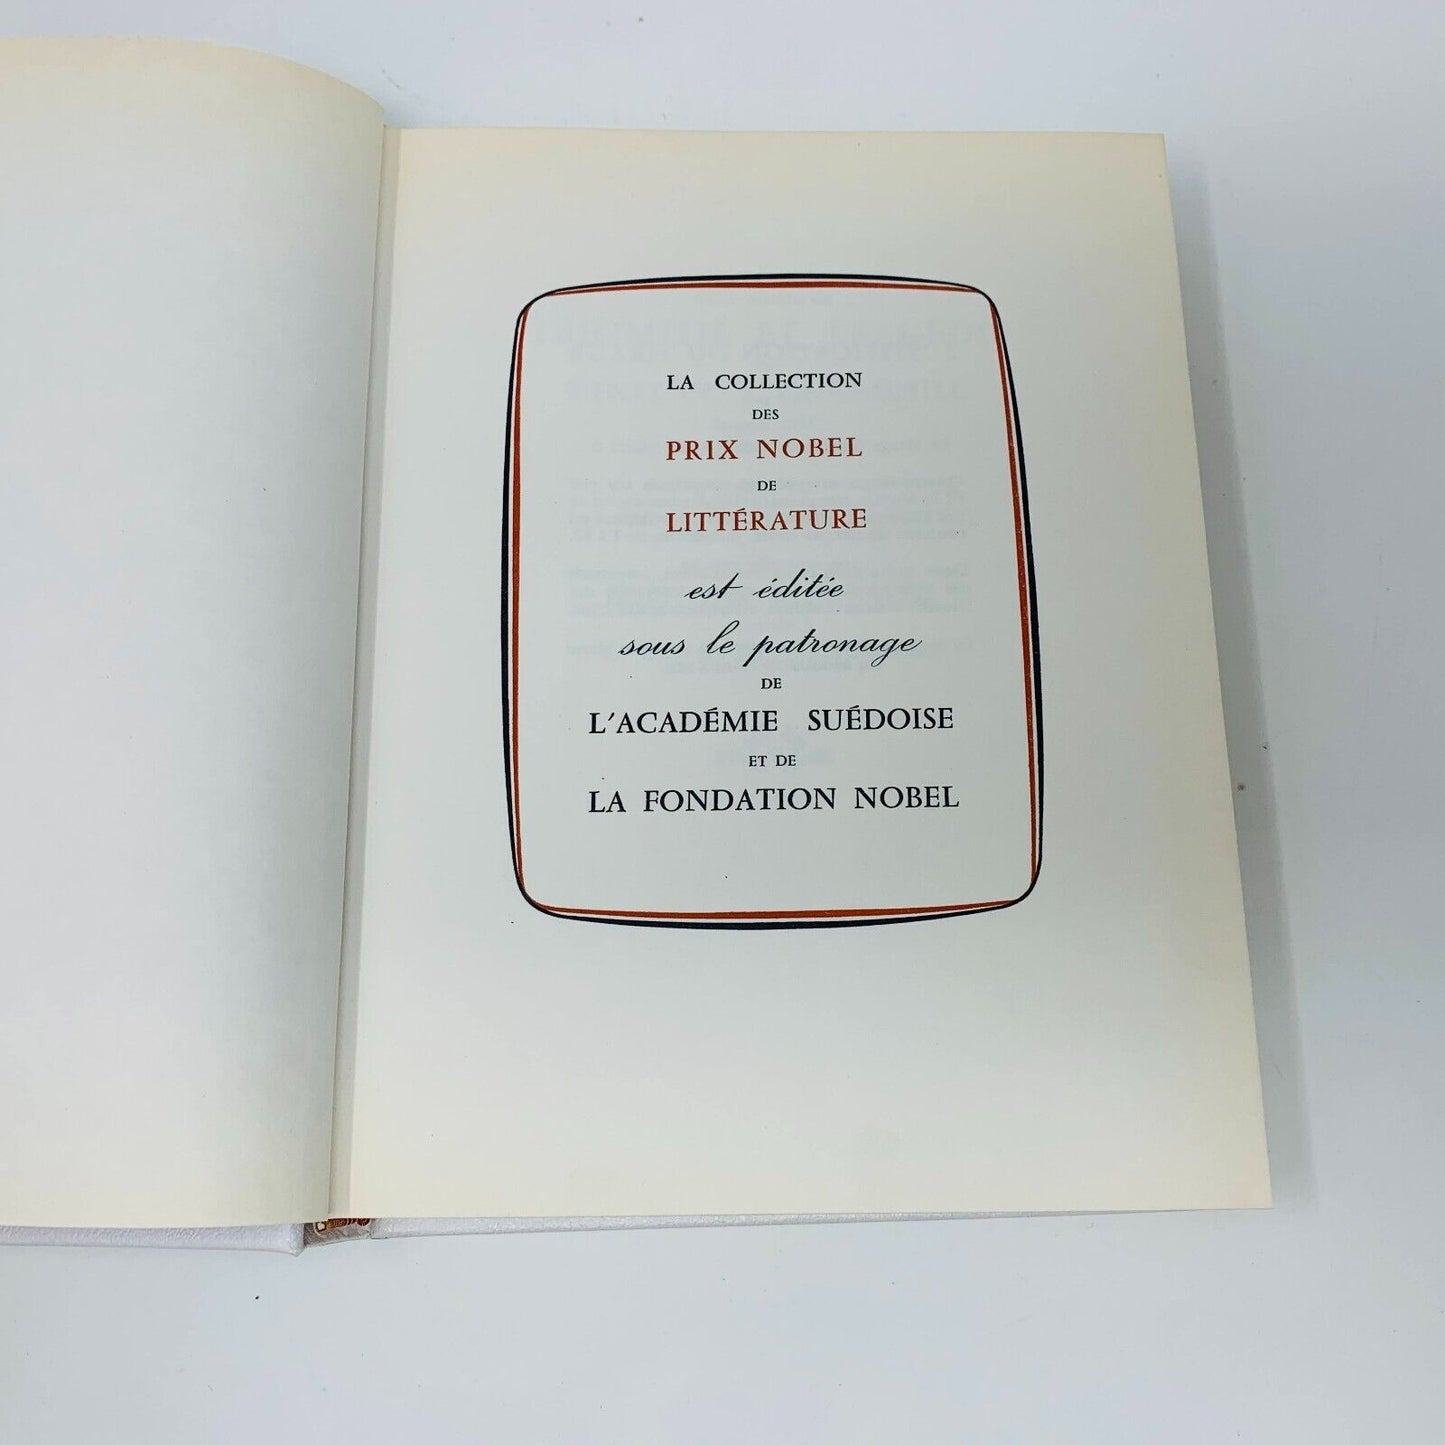 LA COLLECTION
DES
PRIX NOBEL
DE
LITTÉRATURE
est éditée
sous le patronage
DE
L'ACADÉMIE SUÉDOISE
ET DE
LA FONDATION NOBEL